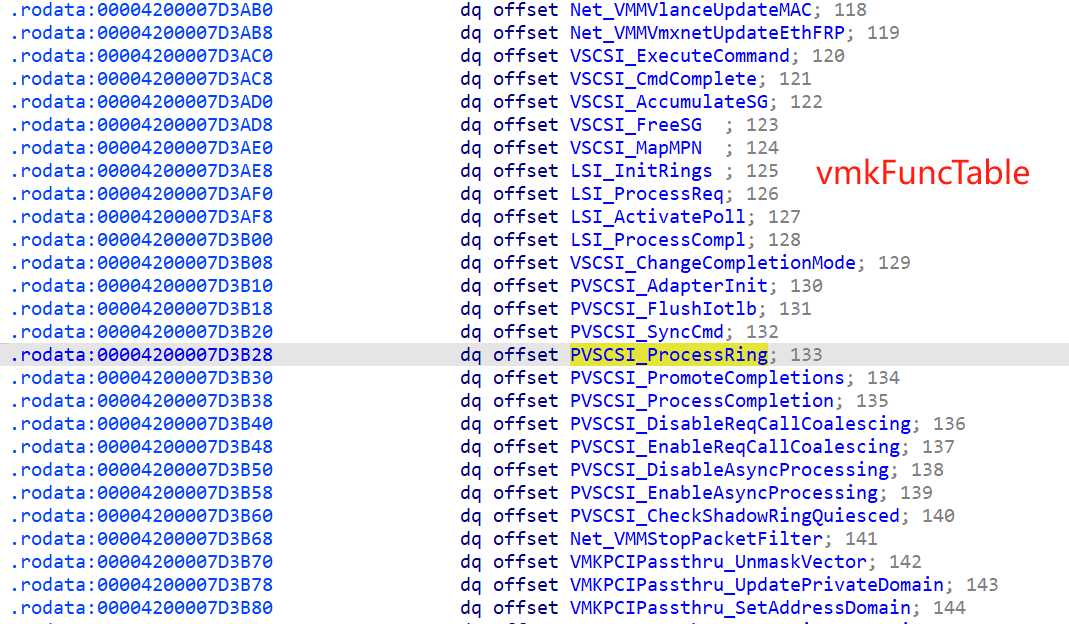 .rodata:00004200007D3AB0 dq offset Net_VMMVlanceUpdateMAC; 118
.rodata:00004200007D3AB8 dq offset Net_VMMVmxnetUpdateEthFRP; 119
.rodata:00004200007D3AC0 dq offset VSCSI_ExecuteCommand; 120
.rodata:00004200007D3AC8 dq offset VSCSI_CmdComplete; 121
.rodata:00004200007D3AD0 dq offset VSCSI_AccumulateSG; 122
.rodata:00004200007D3AD8 dq offset VSCSI_FreeSG ; 123
.rodata:00004200007D3AE0 dq offset VSCSI_MapMPN ; 124
.rodata:00004200007D3AE8 dq offset LSI_InitRings ; 125
vmkFuncTable
.rodata:00004200007D3AF0 dq offset LSI_ProcessReq; 126
.rodata:00004200007D3AF8 dq offset LSI_ActivatePoll; 127
.rodata:00004200007D3B00 dq offset LSI_ProcessCompl; 128
.rodata:00004200007D3B08 dq offset VSCSI_ChangeCompletionMode; 129
.rodata:00004200007D3B10 dq offset PVSCSI_AdapterInit; 130
.rodata:00004200007D3B18 dq offset PVSCSI_FlushIotlb; 131
.rodata:00004200007D3B20 dq offset PVSCSI_SyncCmd; 132
.rodata:00004200007D3B28 dq offset PVSCSI_ProcessRing; 133
.rodata:00004200007D3B30 dq offset PVSCSI_PromoteCompletions; 134
.rodata:00004200007D3B38 dq offset PVSCSI_ProcessCompletion; 135
.rodata:00004200007D3B40 dq offset PVSCSI_DisableReqCallCoalescing; 136
.rodata:00004200007D3B48 dq offset PVSCSI_EnableReqCallCoalescing; 137
.rodata:00004200007D3B50 dq offset PVSCSI_DisableAsyncProcessing; 138
.rodata:00004200007D3B58 dq offset PVSCSI_EnableAsyncProcessing; 139
.rodata:00004200007D3B60 dq offset PVSCSI_CheckShadowRingQuiesced; 140
.rodata:00004200007D3B68 dq offset Net_VMMStopPacketFilter; 141
.rodata:00004200007D3B70 dq offset VMKPCIPassthru_UnmaskVector; 142
.rodata:00004200007D3B78 dq offset VMKPCIPassthru_UpdatePrivateDomain; 143
.rodata:00004200007D3B80 dq offset VMKPCIPassthru_SetAddressDomain; 144